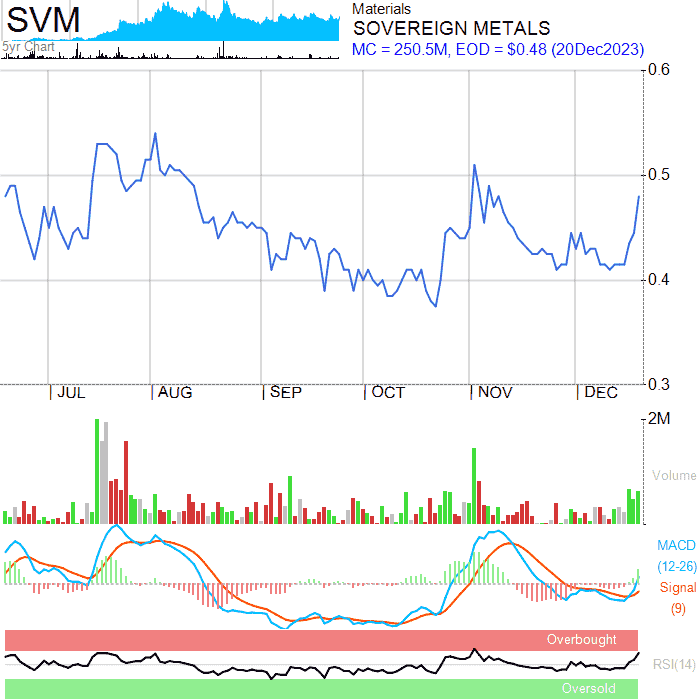 SVM
Materials
SOVEREIGN METALS
5yr Chart
MC = 250.5M, EOD = $0.48 (20Dec2023)
0.6
0.5
0.4
0.3
JUL AUG SEP OCT NOV DEC
2M
Volume
MACD
(12-26)
Signal
(9)
Overbought
RSI(14)
Oversold